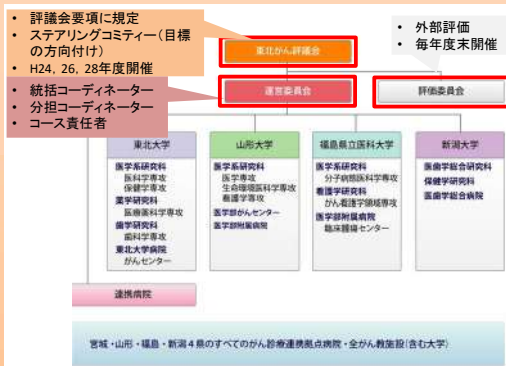 • 評議会要項に規定
• ステアリングコミティー(目標
の方向付け)
• H24, 26, 28年度開催
• 統括コーディネーター
• 分担コーディネーター
• コース責任者
東北がん評議会
• 外部評価
• 毎年度末開催
運営委員会
評価委員会
東北大学
医学系研究科
医科学専攻
保健学専攻
薬学研究科
医療薬科学専攻
歯学研究科
歯科学専攻
東北大学病院
がんセンター
山形大学
医学系研究科
医学専攻
生命環境医科学専攻
看護学専攻
医学部がんセンター
医学部附属病院
福島県立医科大学
医学研究科
分子病態医科学専攻
看護学研究科
がん看護学領域専攻
医学部附属病院
臨床腫瘍センター
新潟大学
医歯学総合研究科
保健学研究科
医歯学総合病院
連携病院
宮城・山形・福島・新潟4県のすべてのがん診療連携拠点病院・全がん教施設(含む大学)